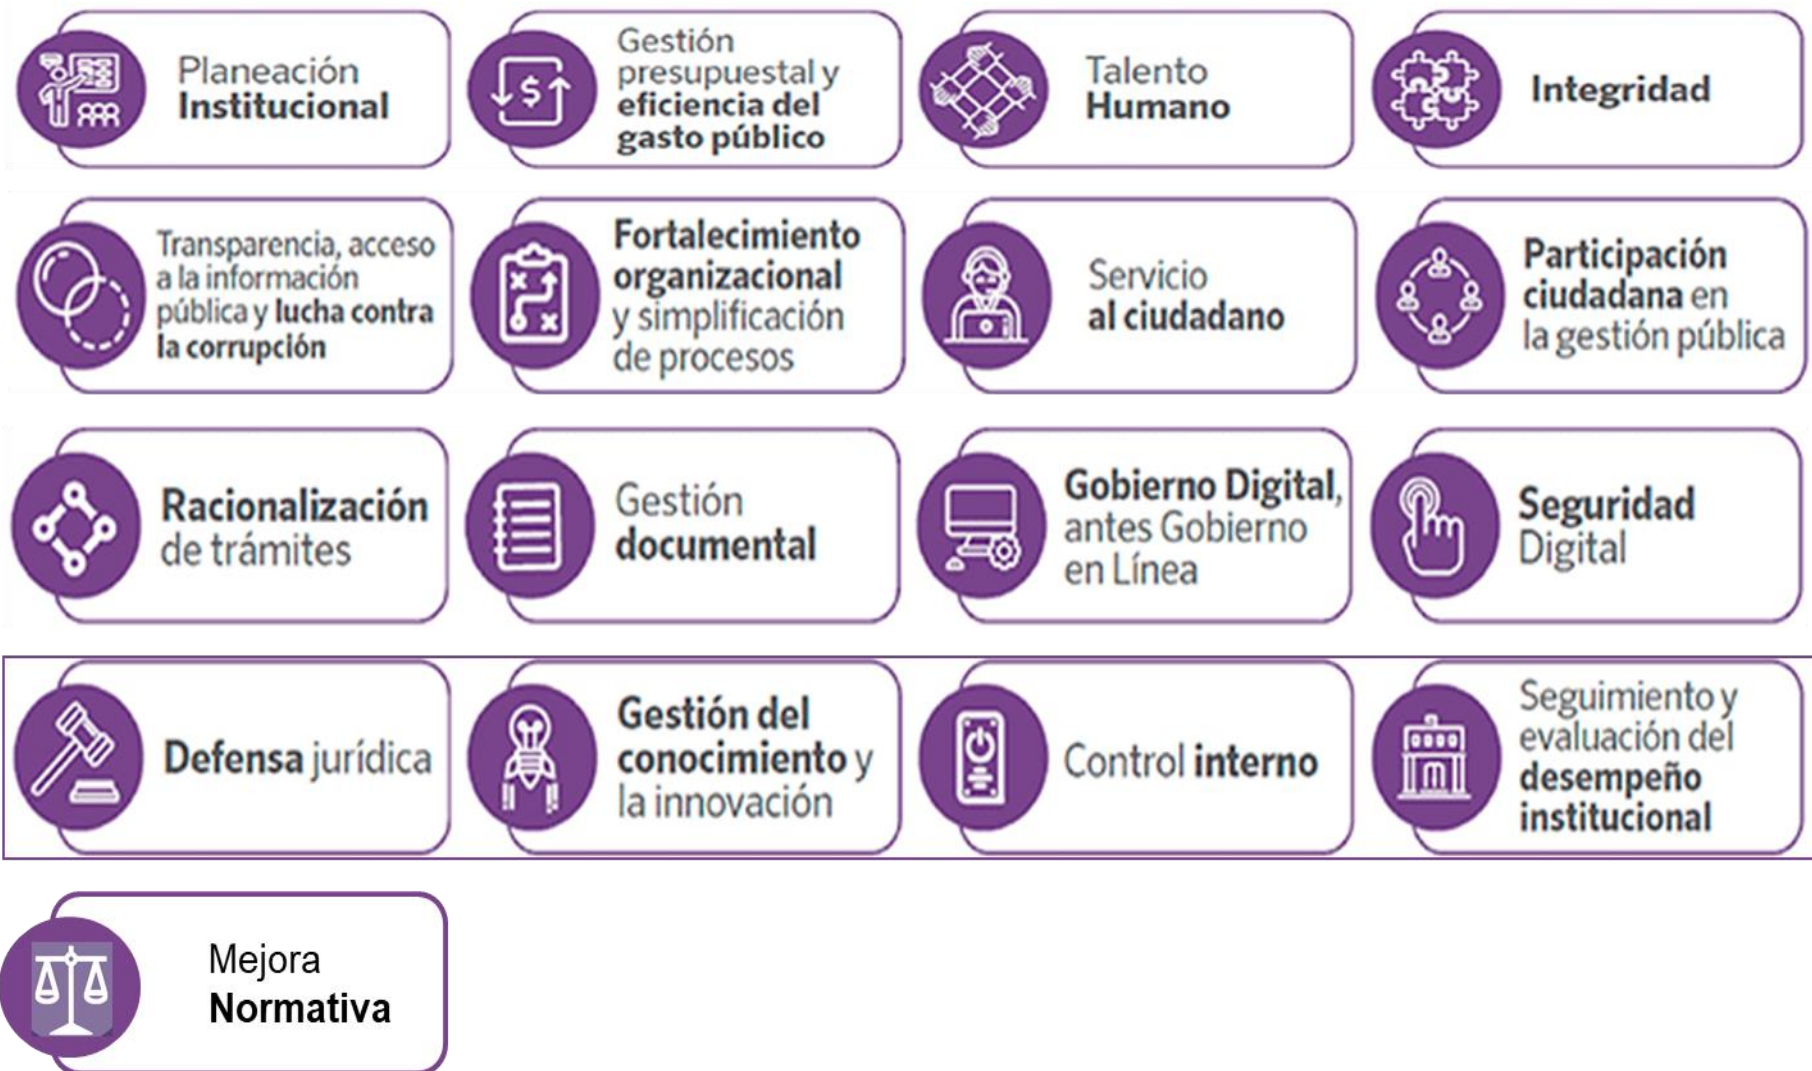 Planeación
Institucional
Gestión
presupuestal y
eficiencia del
gasto público
Talento
Humano
Integridad
Transparencia, acceso
a la información
pública y lucha contra
la corrupción
Fortalecimiento
organizacional
y simplificación
de procesos
Servicio
al ciudadano
Participación
ciudadana en
la gestión pública
Racionalización
de trámites
Gestión
documental
Gobierno Digital,
antes Gobierno
en Línea
Seguridad
Digital
Defensa jurídica
Gestión del
conocimiento y
la innovación
Control interno
Seguimiento y
evaluación del
desempeño
institucional
Mejora
Normativa